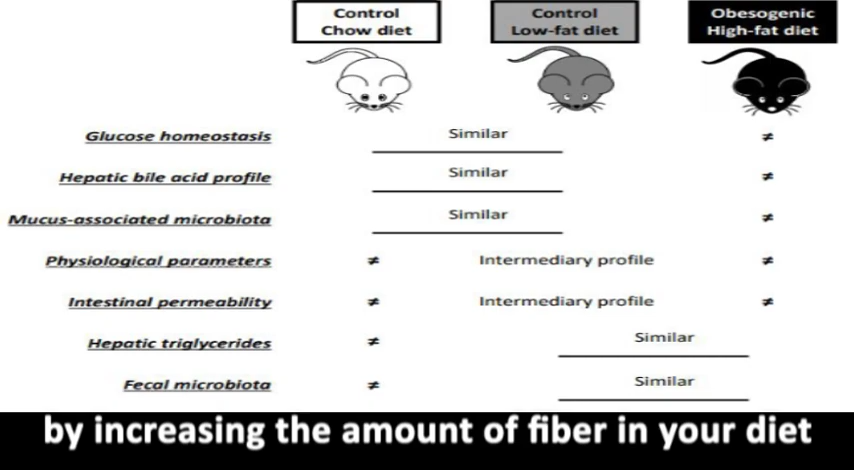 Control
Chow diet
Control
Low-fat diet
Obesogenic
High-fat diet
Glucose homeostasis Similar ≠
Hepatic bile acid profile Similar ≠
Mucus-associated microbiota Similar ≠
Physiological parameters ≠ Intermediary profile ≠
Intestinal permeability ≠ Intermediary profile ≠
Hepatic triglycerides ≠ Similar
Fecal microbiota ≠ Similar
by increasing the amount of fiber in your diet